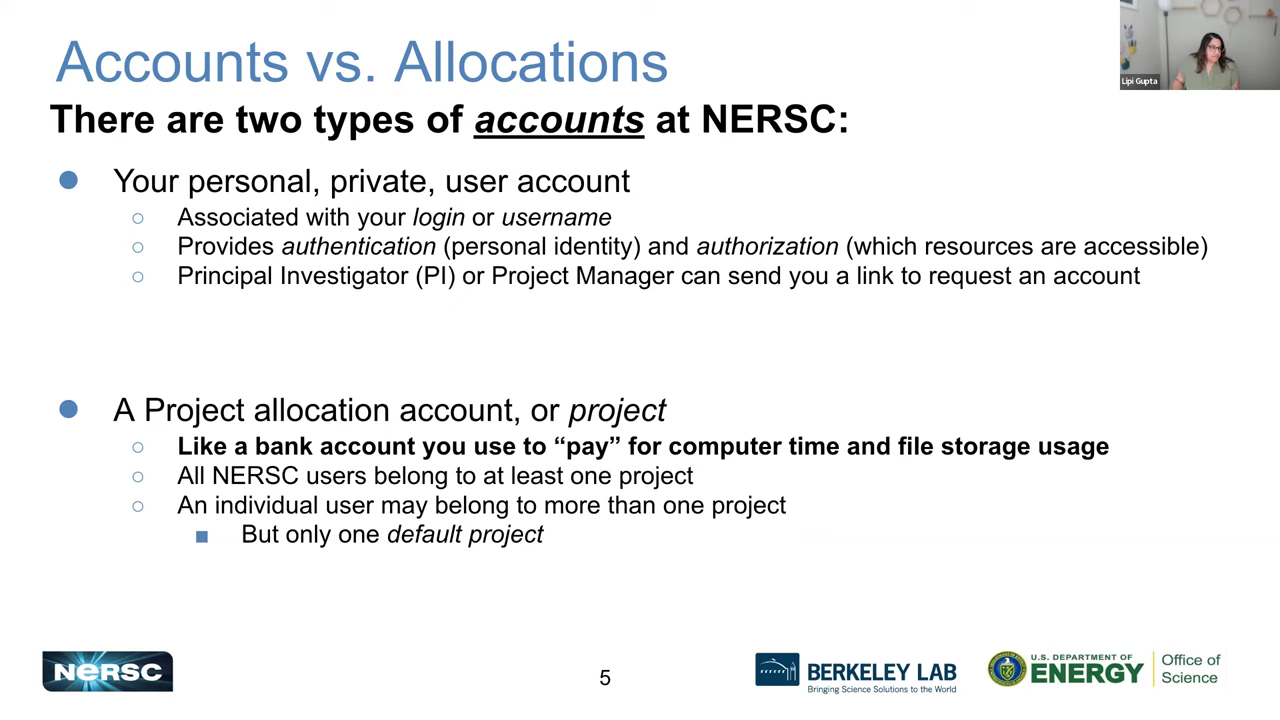 Accounts vs. Allocations
Lipi Gupta
There are two types of accounts at NERSC:
● Your personal, private, user account
○ Associated with your login or username
○ Provides authentication (personal identity) and authorization (which resources are accessible)
○ Principal Investigator (PI) or Project Manager can send you a link to request an account
● A Project allocation account, or project
○ Like a bank account you use to “pay” for computer time and file storage usage
○ All NERSC users belong to at least one project
○ An individual user may belong to more than one project
■ But only one default project
NERSC
5
BERKELEY LAB
Bringing Science Solutions to the World
U.S. DEPARTMENT OF
ENERGY
Office of
Science